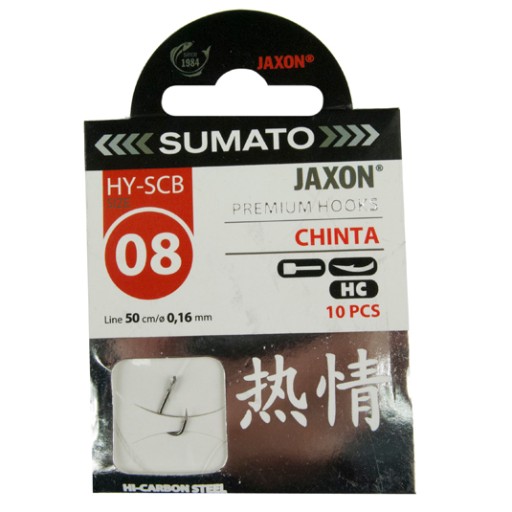 SINCE
1984
JAXON®
SUMATO
HY-SCB
08
Line 50 cm/ø 0,16 mm
JAXON®
PREMIUM HOOKS
CHINTA
HC
10 PCS
热情
HI-CARBON STEEL